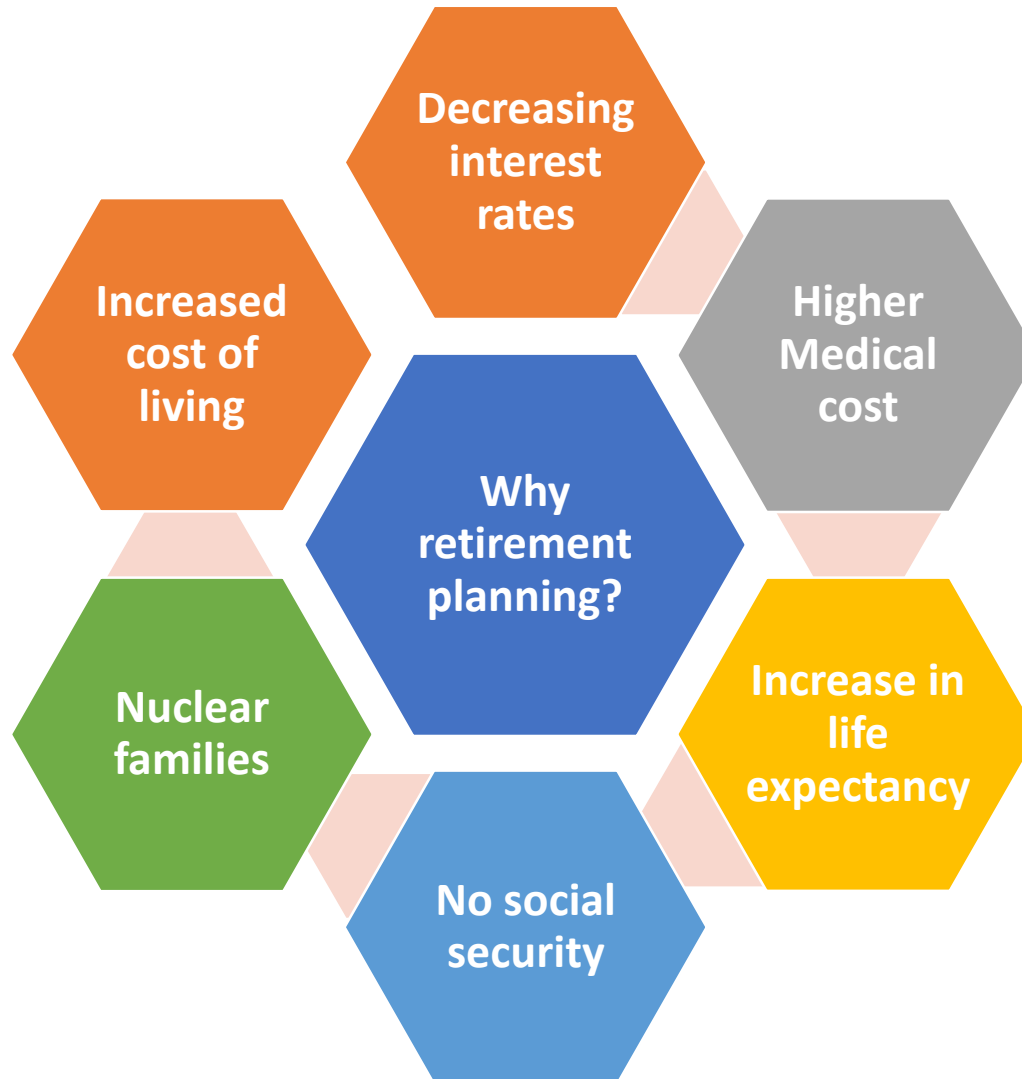 Decreasing
interest
rates
Increased
cost of
living
Higher
Medical
cost
Why
retirement
planning?
Nuclear
families
Increase in
life
expectancy
No social
security